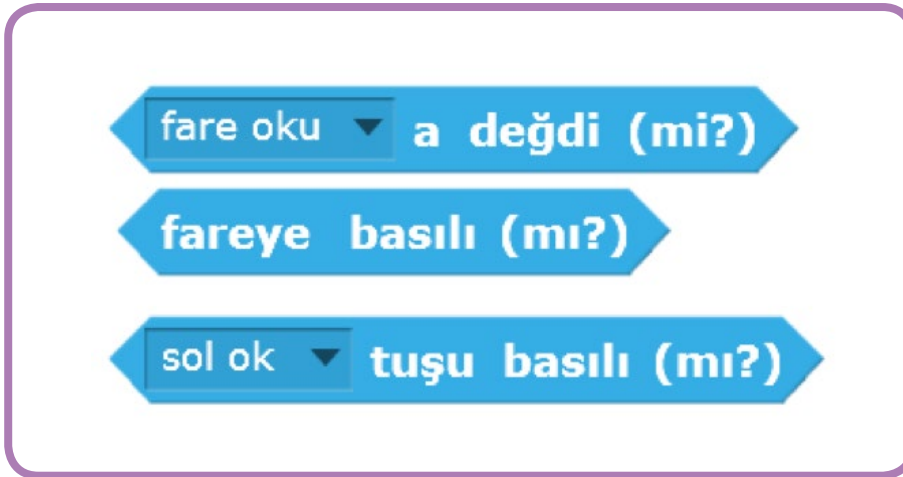 fare oku a değdi (mi?)
fareye basılı (mı?)
sol ok tuşu basılı (mı?)